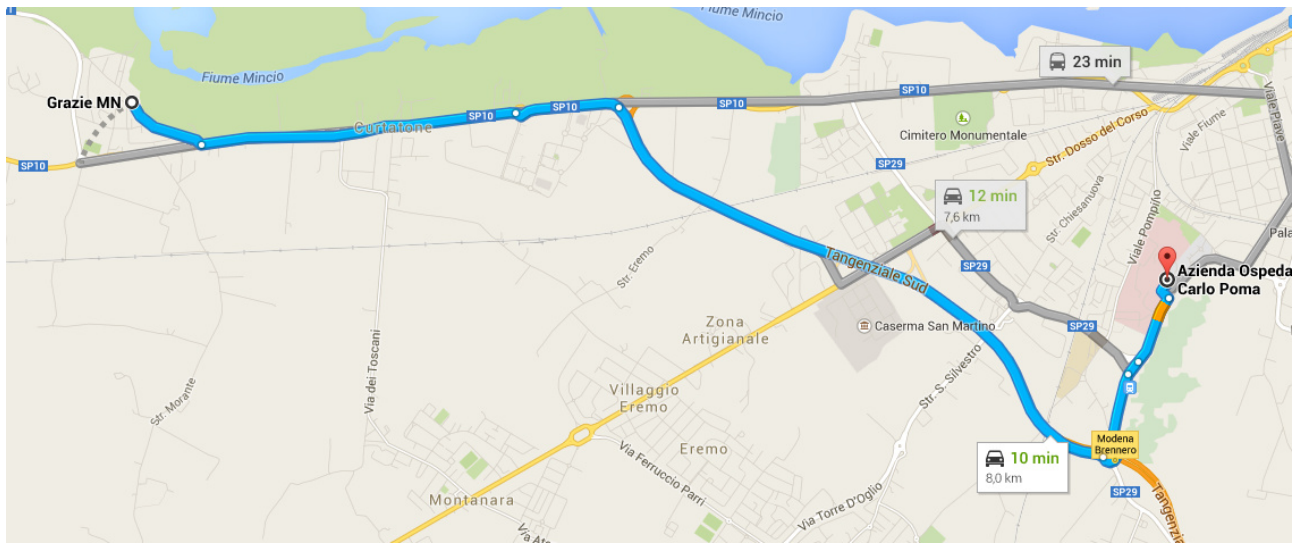 Fiume Mincio
Fiume Mincio
23 min
Grazie MN
SP10
SP10
SP10
SP10
SP10
Curtatone
Cimitero Monumentale
Viale Piave
Viale Fiume
Str. Dosso del Corso
SP29
12 min
7,6 km
Str. Chiesanuova
Viale Pompilio
Pala
Str. Eremo
Tangenziale Sud
SP29
Azienda Ospeda
Carlo Poma
Zona
Artigianale
Caserma San Martino
SP29
Via dei Toscani
Str. Morante
Villaggio
Eremo
Str. S. Silvestro
Eremo
Modena
Brennero
10 min
8,0 km
Via Ferruccio Parri
SP29
Montanara
Via Torre D'Oglio
Tangenzia